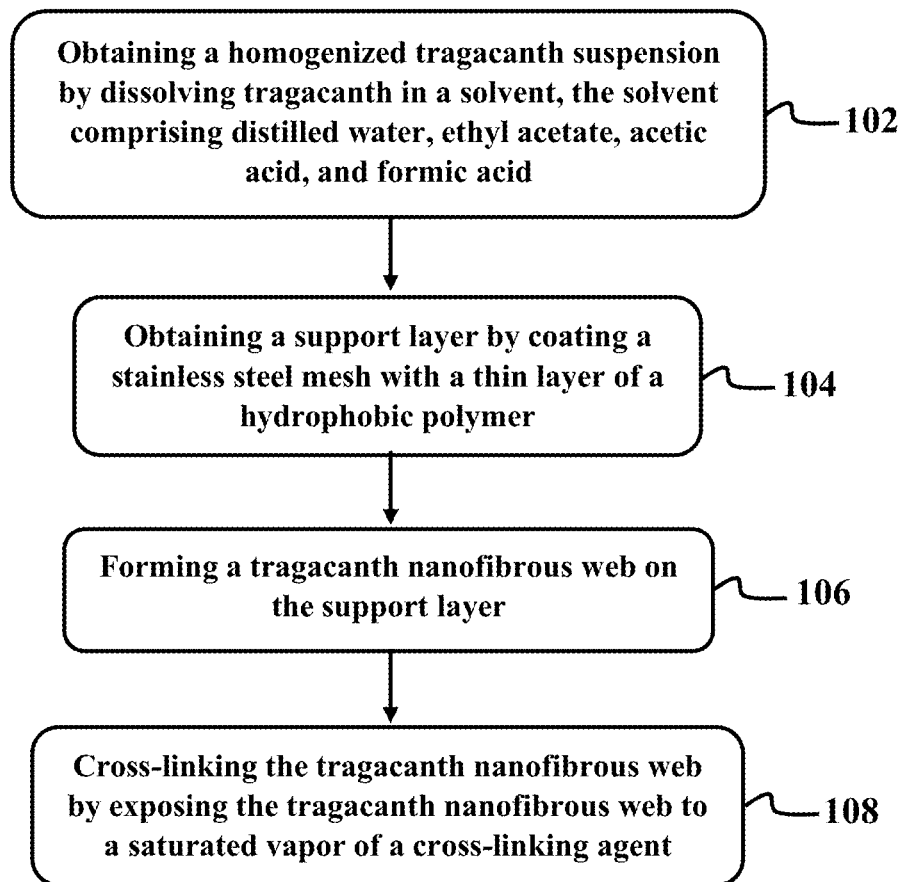 Obtaining a homogenized tragacanth suspension
by dissolving tragacanth in a solvent, the solvent
comprising distilled water, ethyl acetate, acetic
acid, and formic acid
102
Obtaining a support layer by coating a
stainless steel mesh with a thin layer of a
hydrophobic polymer
104
Forming a tragacanth nanofibrous web on
the support layer
106
Cross-linking the tragacanth nanofibrous web
by exposing the tragacanth nanofibrous web to
a saturated vapor of a cross-linking agent
108